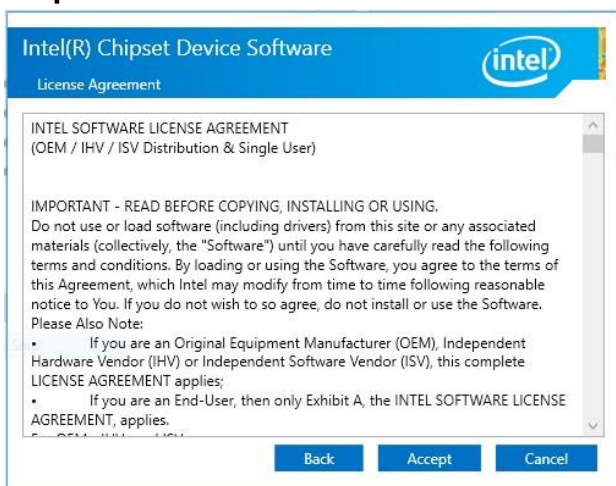 Intel(R) Chipset Device Software
intel
License Agreement
INTEL SOFTWARE LICENSE AGREEMENT
(OEM / IHV / ISV Distribution & Single User)
IMPORTANT - READ BEFORE COPYING, INSTALLING OR USING.
Do not use or load software (including drivers) from this site or any associated
materials (collectively, the "Software") until you have carefully read the following
terms and conditions. By loading or using the Software, you agree to the terms of
this Agreement, which Intel may modify from time to time following reasonable
notice to You. If you do not wish to so agree, do not install or use the Software.
Please Also Note:
• If you are an Original Equipment Manufacturer (OEM), Independent
Hardware Vendor (IHV) or Independent Software Vendor (ISV), this complete
LICENSE AGREEMENT applies;
• If you are an End-User, then only Exhibit A, the INTEL SOFTWARE LICENSE
AGREEMENT, applies.
Back Accept Cancel